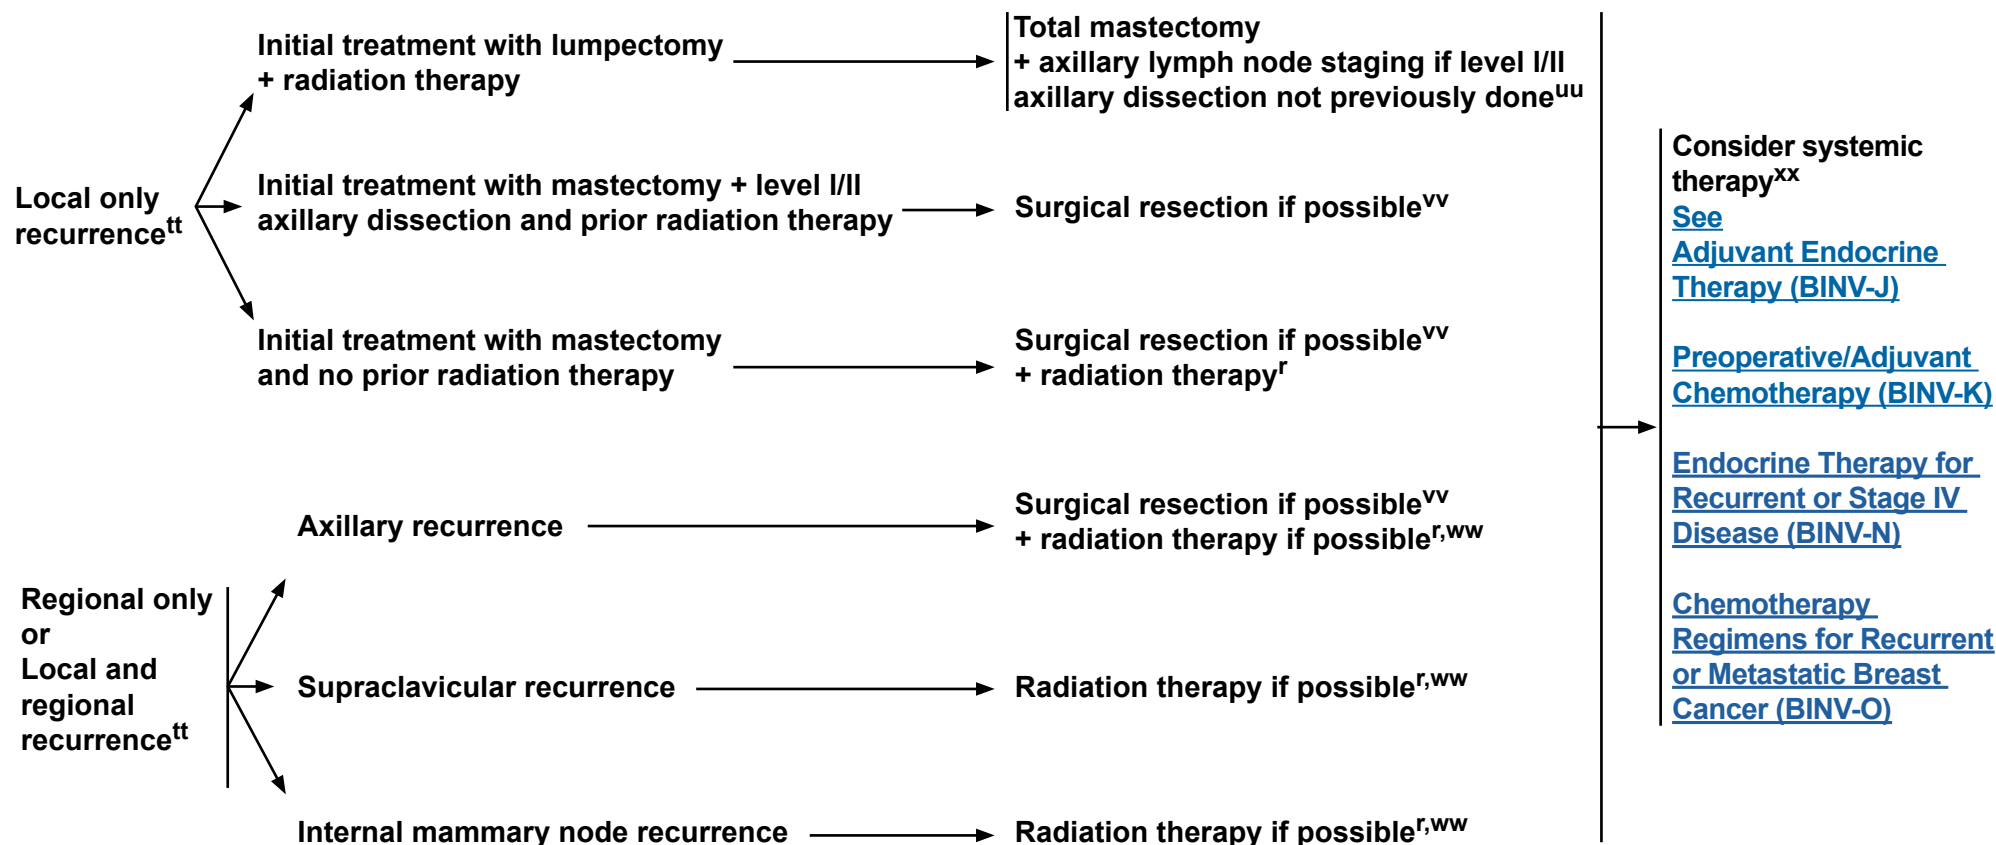 Initial treatment with lumpectomy
+ radiation therapy
Total mastectomy
+ axillary lymph node staging if level I/II
axillary dissection not previously doneuu
Local only
recurrencett
Initial treatment with mastectomy + level I/II
axillary dissection and prior radiation therapy
Surgical resection if possiblevv
Initial treatment with mastectomy
and no prior radiation therapy
Surgical resection if possiblevv
+ radiation therapyr
Regional only
or
Local and
regional
recurrencett
Axillary recurrence
Surgical resection if possiblevv
+ radiation therapy if possibler,ww
Supraclavicular recurrence
Radiation therapy if possibler,ww
Internal mammary node recurrence
Radiation therapy if possibler,ww
Consider systemic
therapyxx
See
Adjuvant Endocrine
Therapy (BINV-J)
Preoperative/Adjuvant
Chemotherapy (BINV-K)
Endocrine Therapy for
Recurrent or Stage IV
Disease (BINV-N)
Chemotherapy
Regimens for Recurrent
or Metastatic Breast
Cancer (BINV-O)